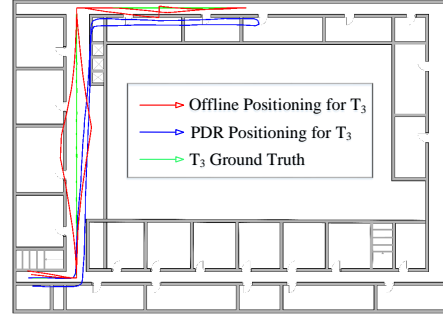 Offline Positioning for T₃
PDR Positioning for T₃
T₃ Ground Truth